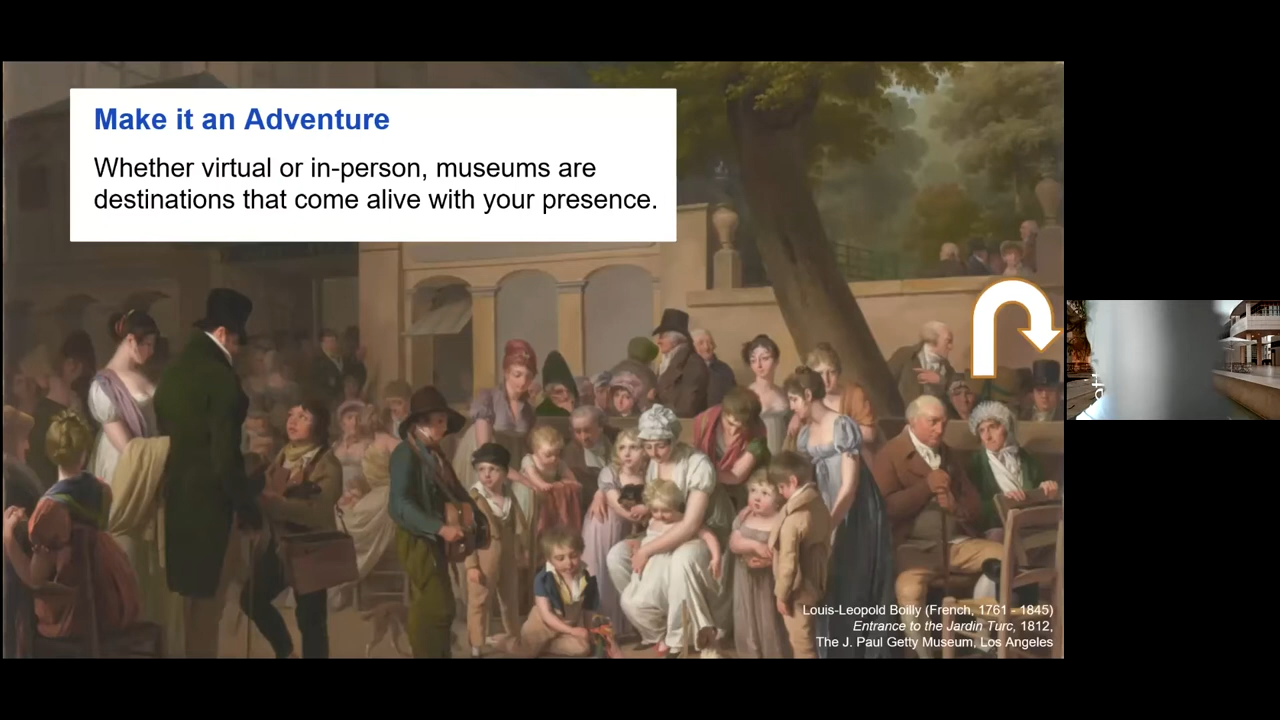 Make it an Adventure
Whether virtual or in-person, museums are
destinations that come alive with your presence.
Louis-Leopold Boilly (French, 1761 - 1845)
Entrance to the Jardin Turc, 1812,
The J. Paul Getty Museum, Los Angeles